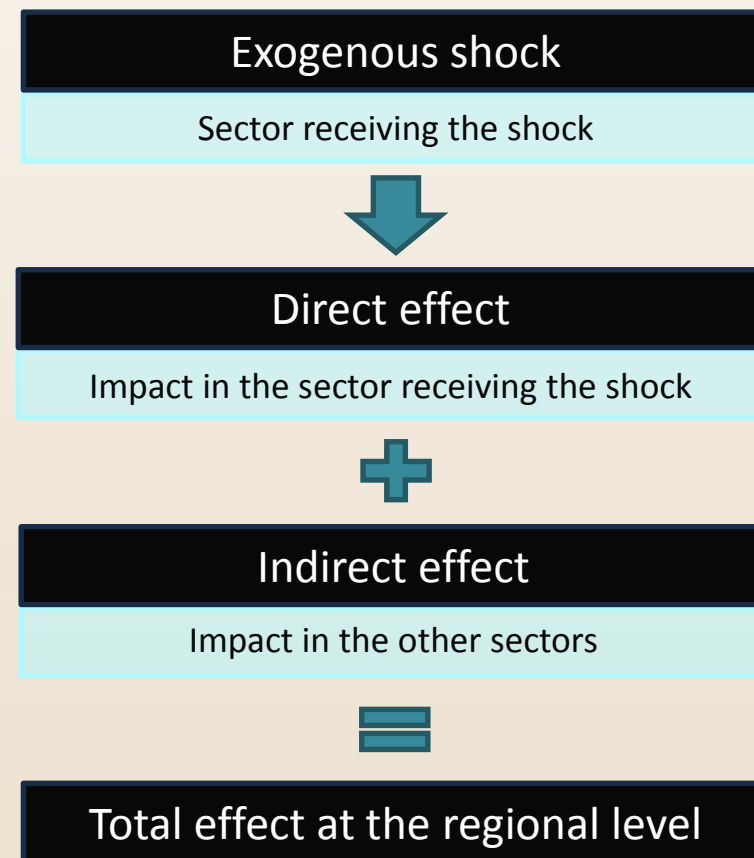 Exogenous shock
Sector receiving the shock
Direct effect
Impact in the sector receiving the shock
Indirect effect
Impact in the other sectors
Total effect at the regional level